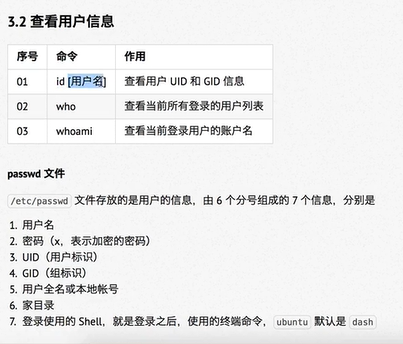 3.2 查看用户信息
序号 命令 作用
01 id [用户名] 查看用户 UID 和 GID 信息
02 who 查看当前所有登录的用户列表
03 whoami 查看当前登录用户的账户名
passwd 文件
/etc/passwd 文件存放的是用户的信息，由 6 个分号组成的 7 个信息，分别是
1. 用户名
2. 密码（x，表示加密的密码）
3. UID（用户标识）
4. GID（组标识）
5. 用户全名或本地帐号
6. 家目录
7. 登录使用的 Shell，就是登录之后，使用的终端命令，ubuntu 默认是 dash